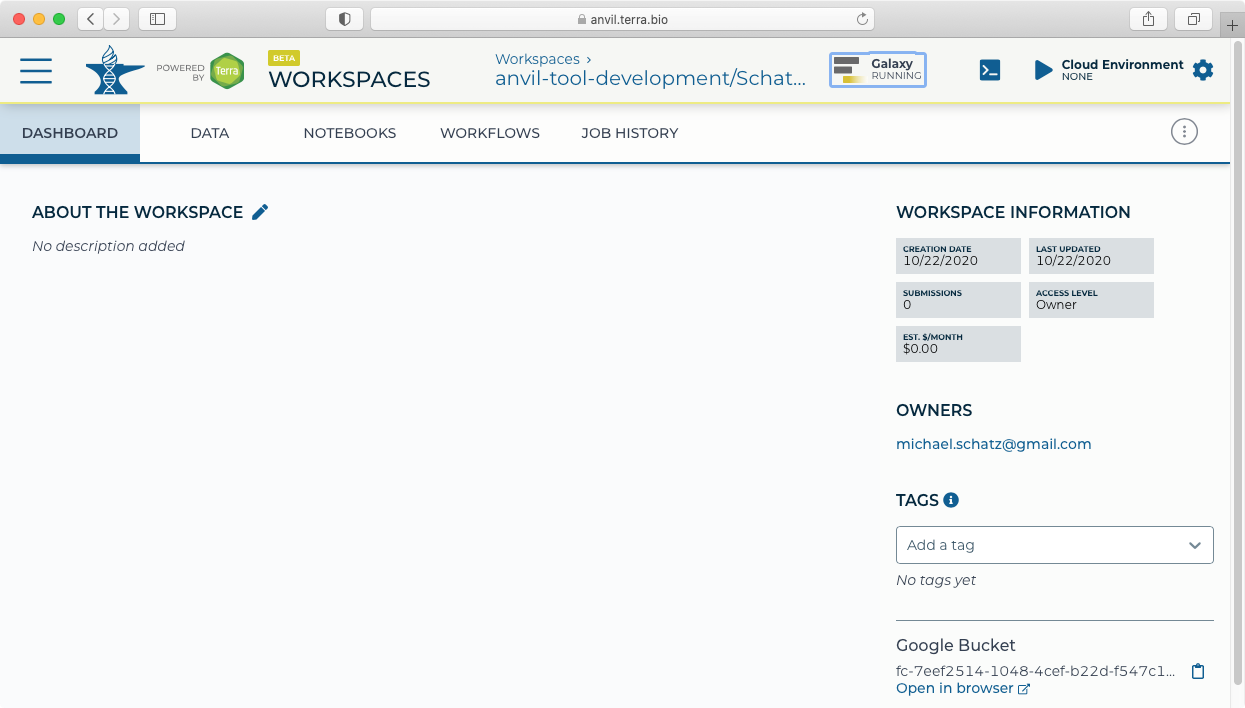 anvil.terra.bio
POWERED
BY
Terra
BETA
WORKSPACES
Workspaces ›
anvil-tool-development/Schat...
Galaxy
RUNNING
Cloud Environment
NONE
DASHBOARD
DATA
NOTEBOOKS
WORKFLOWS
JOB HISTORY
ABOUT THE WORKSPACE
No description added
WORKSPACE INFORMATION
CREATION DATE
10/22/2020
LAST UPDATED
10/22/2020
SUBMISSIONS
0
ACCESS LEVEL
Owner
EST. $/MONTH
$0.00
OWNERS
michael.schatz@gmail.com
TAGS
Add a tag
No tags yet
Google Bucket
fc-7eef2514-1048-4cef-b22d-f547c1...
Open in browser